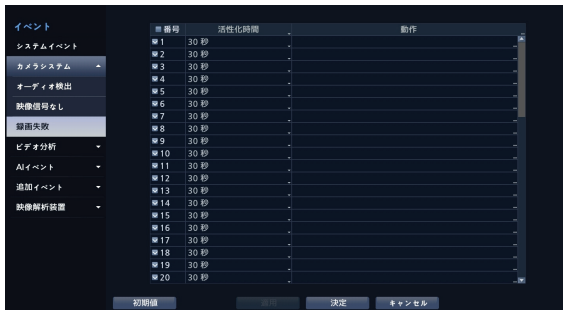 イベント
システムイベント
カメラシステム
オーディオ検出
映像信号なし
録画失敗
ビデオ分析
AIイベント
追加イベント
映像解析装置
番号 活性化時間 動作
1 30 秒
2 30 秒
3 30 秒
4 30 秒
5 30 秒
6 30 秒
7 30 秒
8 30 秒
9 30 秒
10 30 秒
11 30 秒
12 30 秒
13 30 秒
14 30 秒
15 30 秒
16 30 秒
17 30 秒
18 30 秒
19 30 秒
20 30 秒
初期値 決定 キャンセル